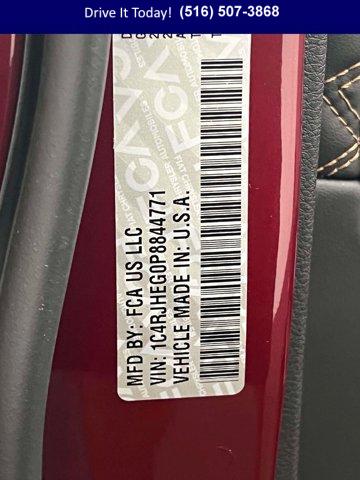 Drive It Today! (516) 507-3868
MFD BY: FCA US LLC
VIN: 1C4RJHEG0P8844771
VEHICLE MADE IN: U.S.A.